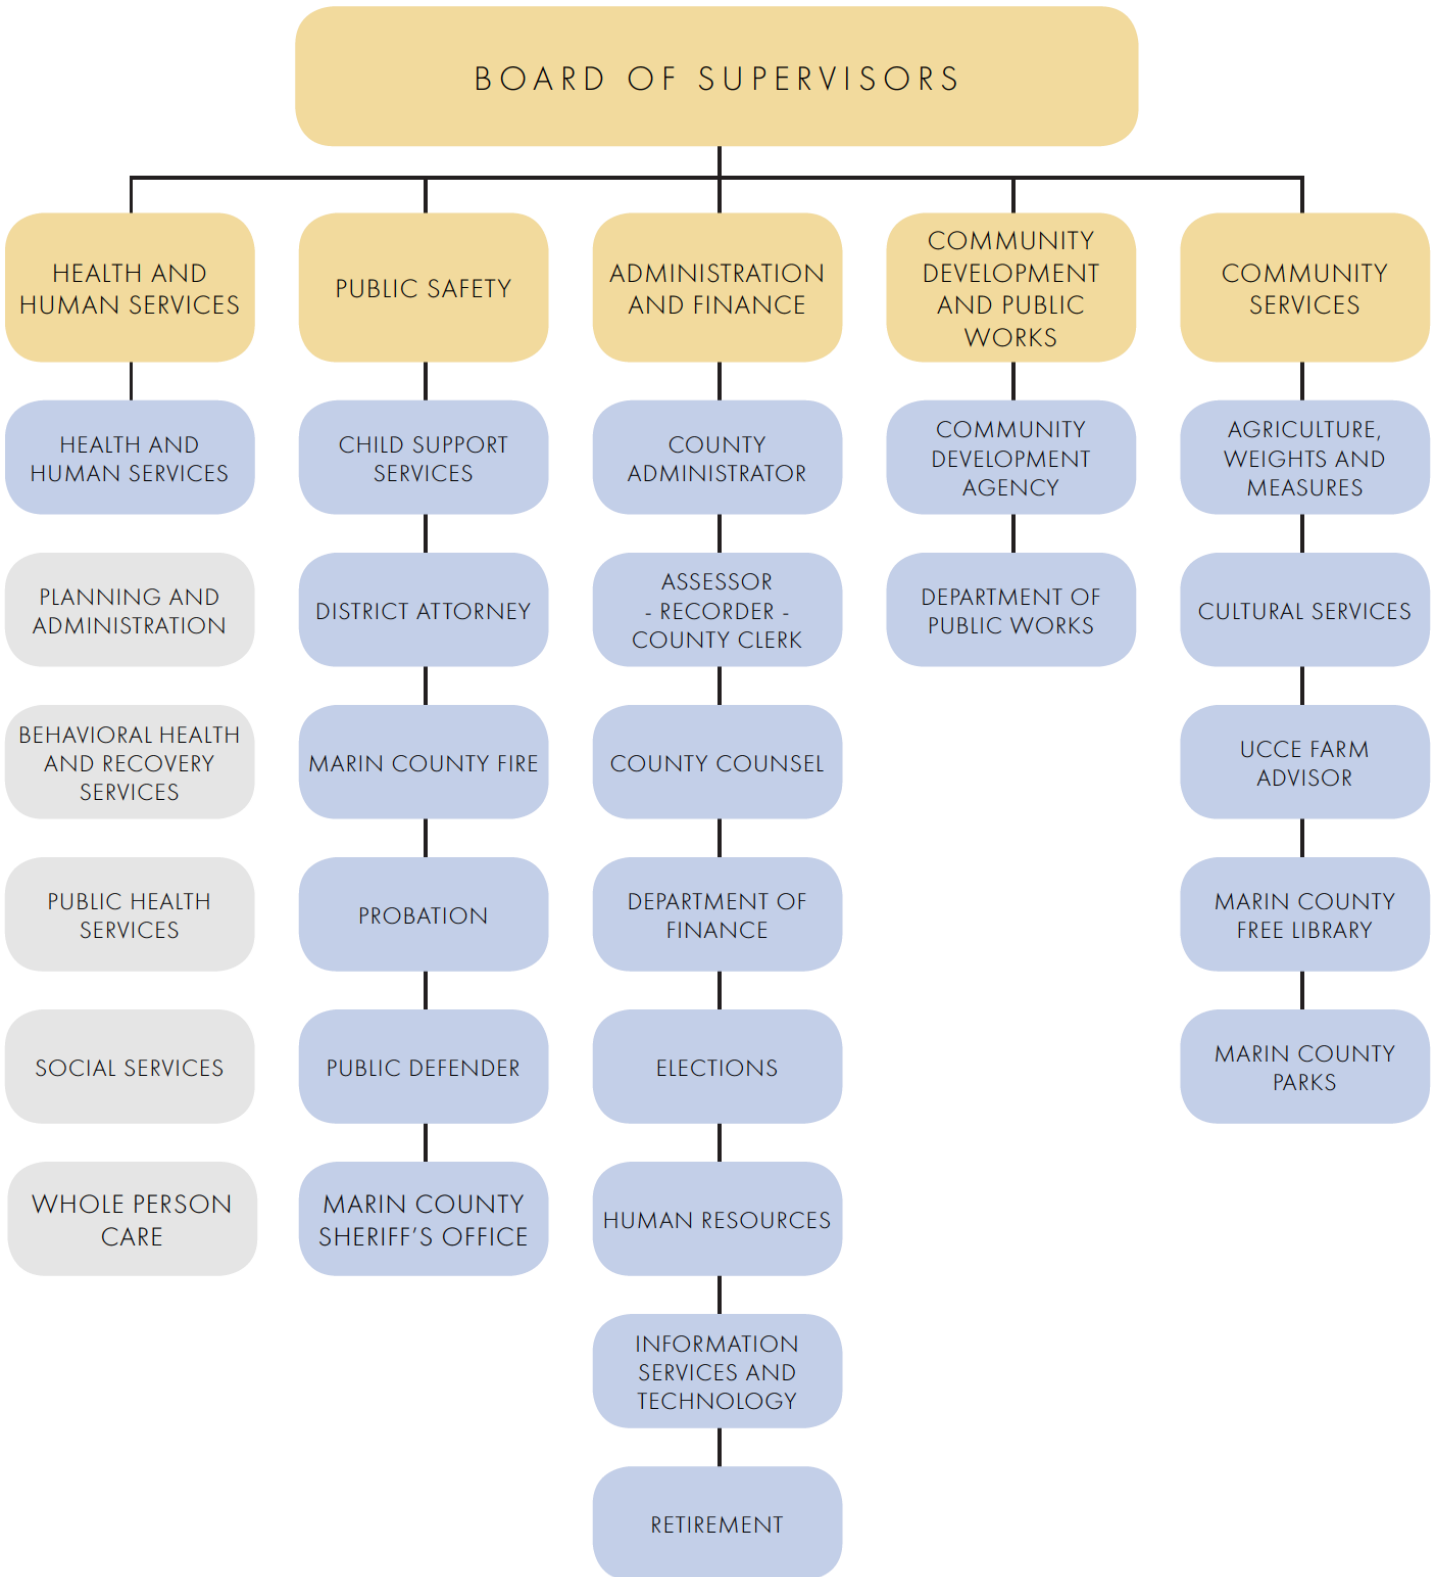 BOARD OF SUPERVISORS
HEALTH AND
HUMAN SERVICES
PUBLIC SAFETY
ADMINISTRATION
AND FINANCE
COMMUNITY
DEVELOPMENT
AND PUBLIC
WORKS
COMMUNITY
SERVICES
HEALTH AND
HUMAN SERVICES
PLANNING AND
ADMINISTRATION
BEHAVIORAL HEALTH
AND RECOVERY
SERVICES
PUBLIC HEALTH
SERVICES
SOCIAL SERVICES
WHOLE PERSON
CARE
CHILD SUPPORT
SERVICES
DISTRICT ATTORNEY
MARIN COUNTY FIRE
PROBATION
PUBLIC DEFENDER
MARIN COUNTY
SHERIFF’S OFFICE
COUNTY
ADMINISTRATOR
ASSESSOR
- RECORDER -
COUNTY CLERK
COUNTY COUNSEL
DEPARTMENT OF
FINANCE
ELECTIONS
HUMAN RESOURCES
INFORMATION
SERVICES AND
TECHNOLOGY
RETIREMENT
COMMUNITY
DEVELOPMENT
AGENCY
DEPARTMENT OF
PUBLIC WORKS
AGRICULTURE,
WEIGHTS AND
MEASURES
CULTURAL SERVICES
UCCE FARM
ADVISOR
MARIN COUNTY
FREE LIBRARY
MARIN COUNTY
PARKS